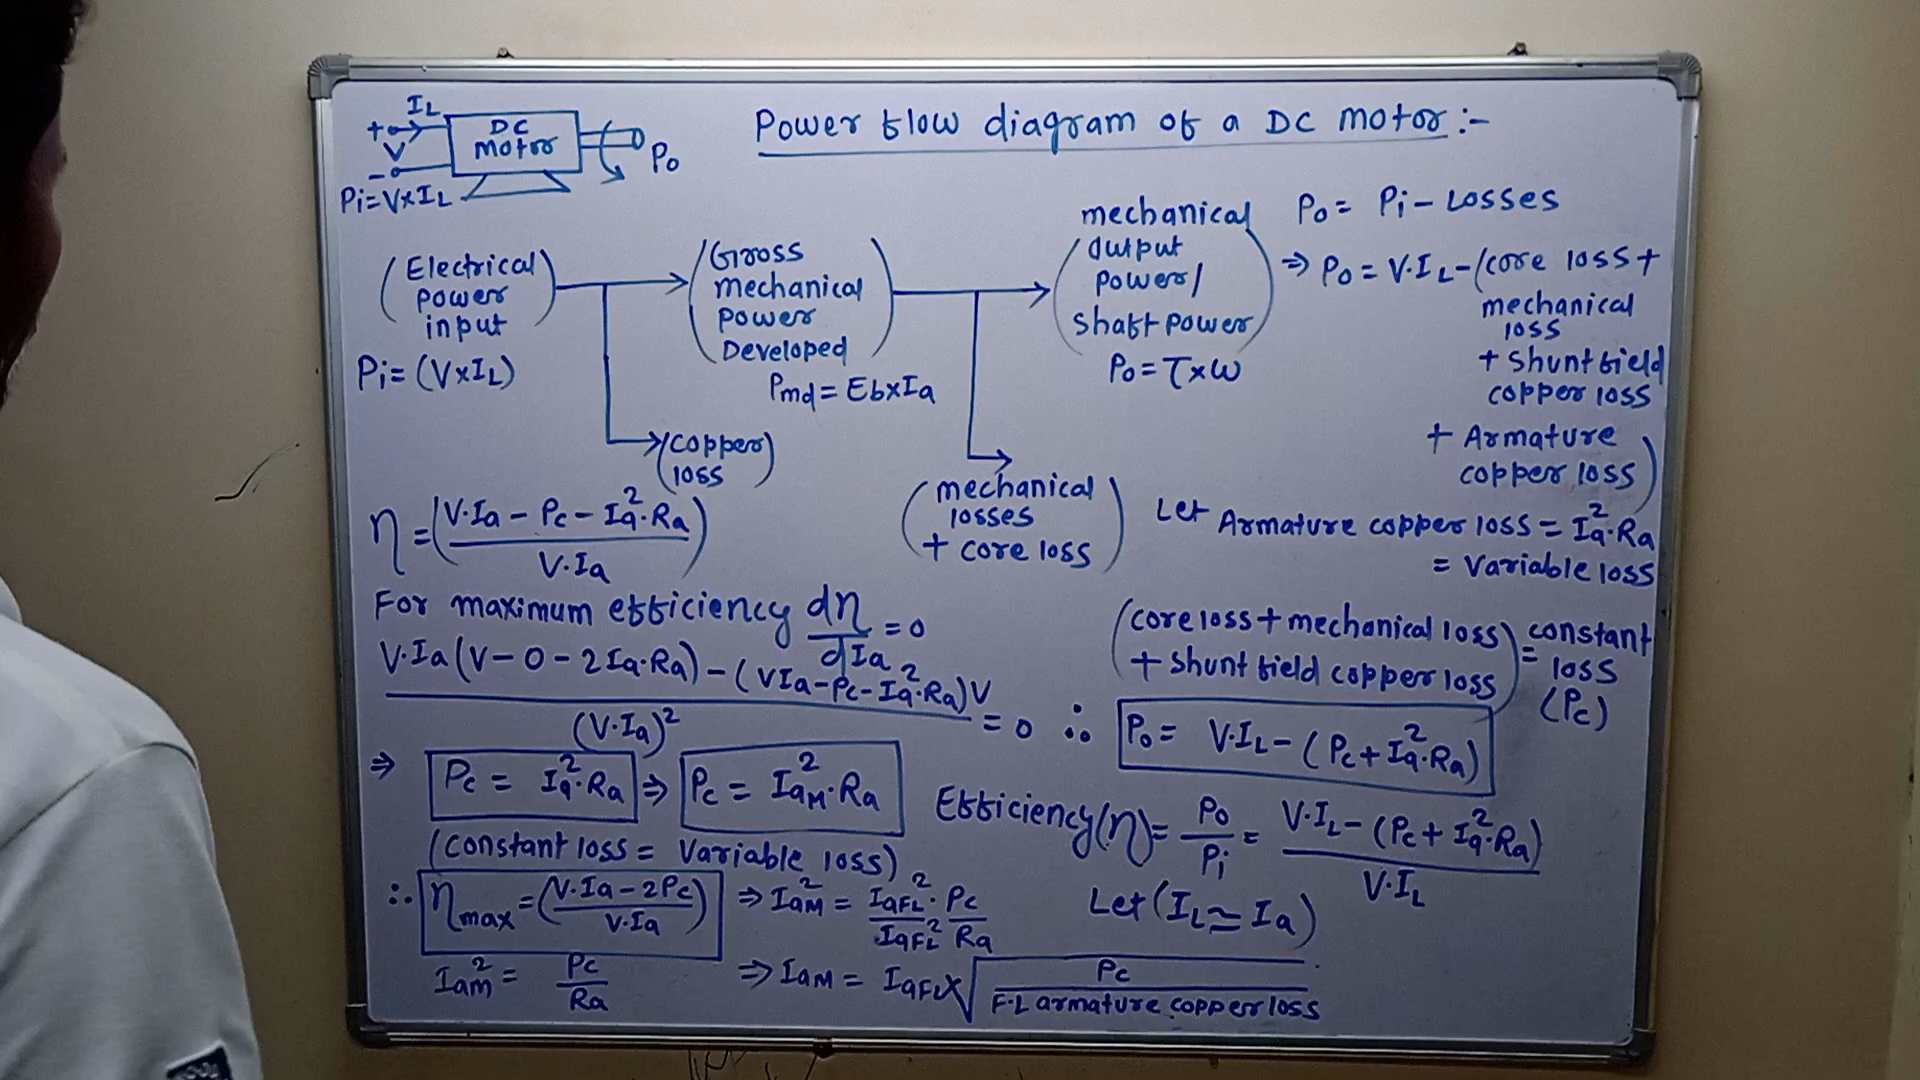 Power flow diagram of a DC motor :-
IL
+
V
-
DC
motor
Po
Pi = V×IL
(Electrical
power
input)
Pi = (V×IL)
(Gross
mechanical
power
Developed)
Pmd = Eb×Ia
(copper
loss)
mechanical
(output
power/
shaft power)
Po = T×ω
(mechanical
losses
+ core loss)
Po = Pi - Losses
⇒ Po = V·IL - (core loss +
mechanical
loss
+ shunt field
copper loss
+ Armature
copper loss)
Let Armature copper loss = Ia²·Ra
= variable loss
(core loss + mechanical loss
+ shunt field copper loss) = constant
loss
(Pc)
∴ Po = V·IL - (Pc + Ia²·Ra)
Efficiency(η) = Po/Pi = (V·IL - (Pc + Ia²·Ra))/(V·IL)
Let (IL ≃ Ia)
η = ((V·Ia - Pc - Ia²·Ra)/(V·Ia))
For maximum efficiency dη/dIa = 0
(V·Ia(V - 0 - 2Ia·Ra) - (VIa - Pc - Ia²·Ra)V)/(V·Ia)² = 0
⇒ Pc = Ia²·Ra ⇒ Pc = IaM²·Ra
(constant loss = variable loss)
∴ ηmax = ((V·Ia - 2Pc)/(V·Ia))
Iam² = Pc/Ra
⇒ IaM² = (IaFL²/IaFL²)·(Pc/Ra)
⇒ IaM = IaFL × √(Pc/(F·L armature copper loss))